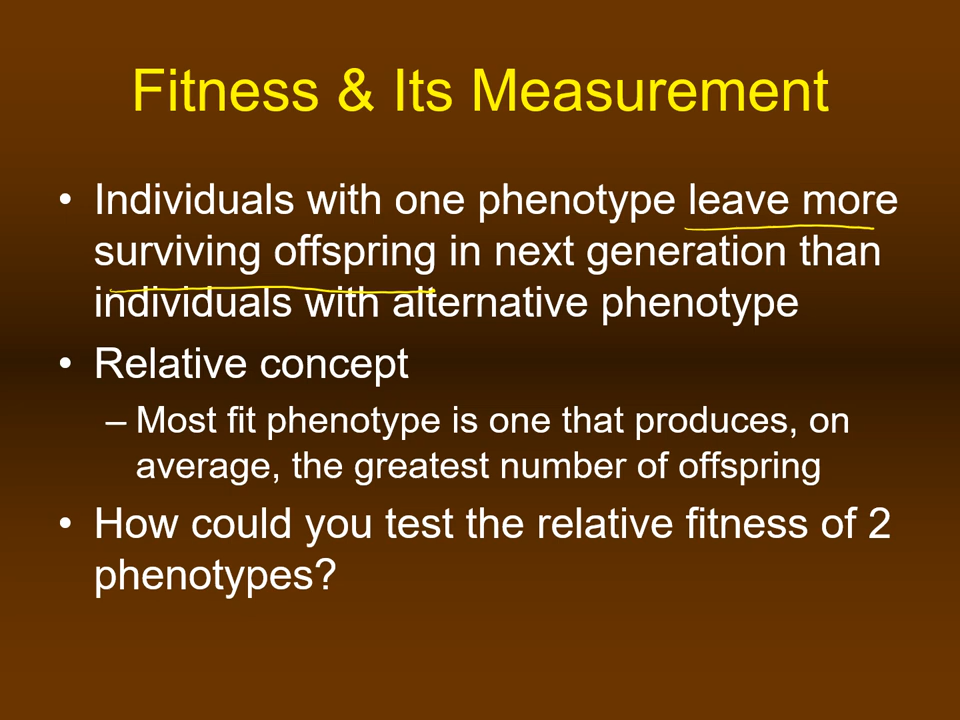 Fitness & Its Measurement
• Individuals with one phenotype leave more
surviving offspring in next generation than
individuals with alternative phenotype
• Relative concept
– Most fit phenotype is one that produces, on
average, the greatest number of offspring
• How could you test the relative fitness of 2
phenotypes?